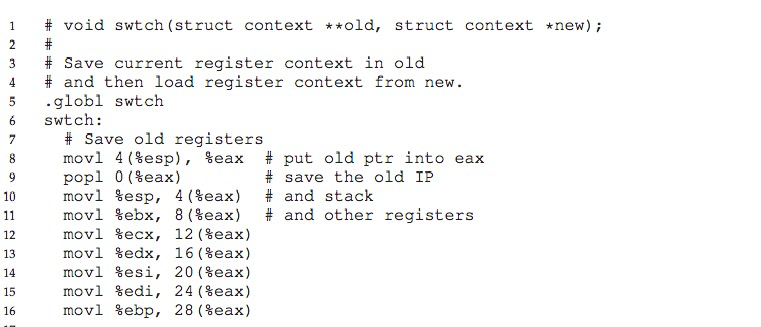 1 # void swtch(struct context **old, struct context *new);
2 #
3 # Save current register context in old
4 # and then load register context from new.
5 .globl swtch
6 swtch:
7 # Save old registers
8 movl 4(%esp), %eax # put old ptr into eax
9 popl 0(%eax) # save the old IP
10 movl %esp, 4(%eax) # and stack
11 movl %ebx, 8(%eax) # and other registers
12 movl %ecx, 12(%eax)
13 movl %edx, 16(%eax)
14 movl %esi, 20(%eax)
15 movl %edi, 24(%eax)
16 movl %ebp, 28(%eax)